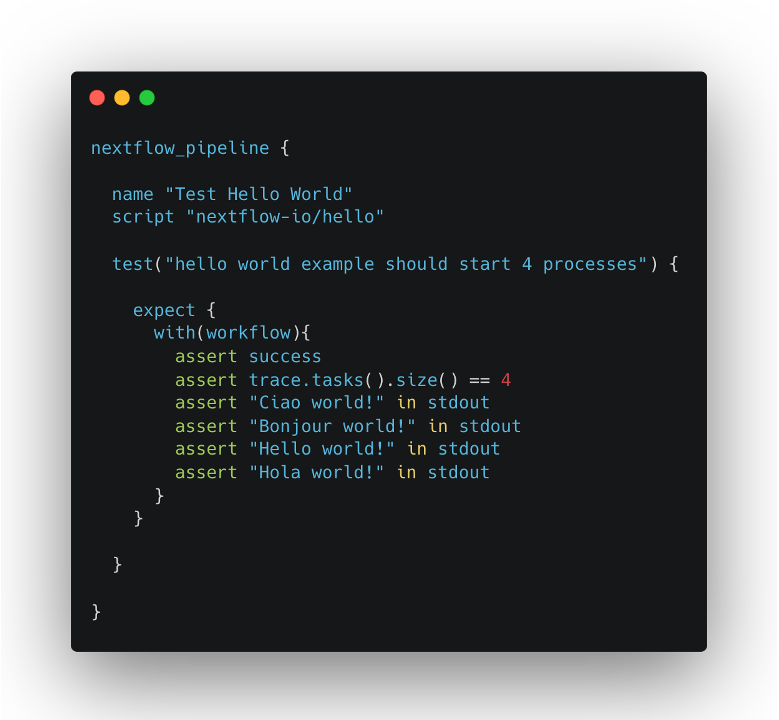 nextflow_pipeline {
name "Test Hello World"
script "nextflow-io/hello"
test("hello world example should start 4 processes") {
expect {
with(workflow){
assert success
assert trace.tasks().size() == 4
assert "Ciao world!" in stdout
assert "Bonjour world!" in stdout
assert "Hello world!" in stdout
assert "Hola world!" in stdout
}
}
}
}